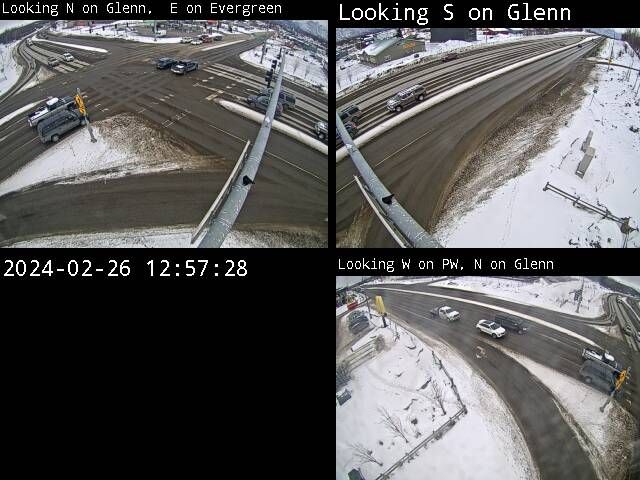 Looking N on Glenn,  E on Evergreen
Looking S on Glenn
2024-02-26 12:57:28
Looking W on PW, N on Glenn